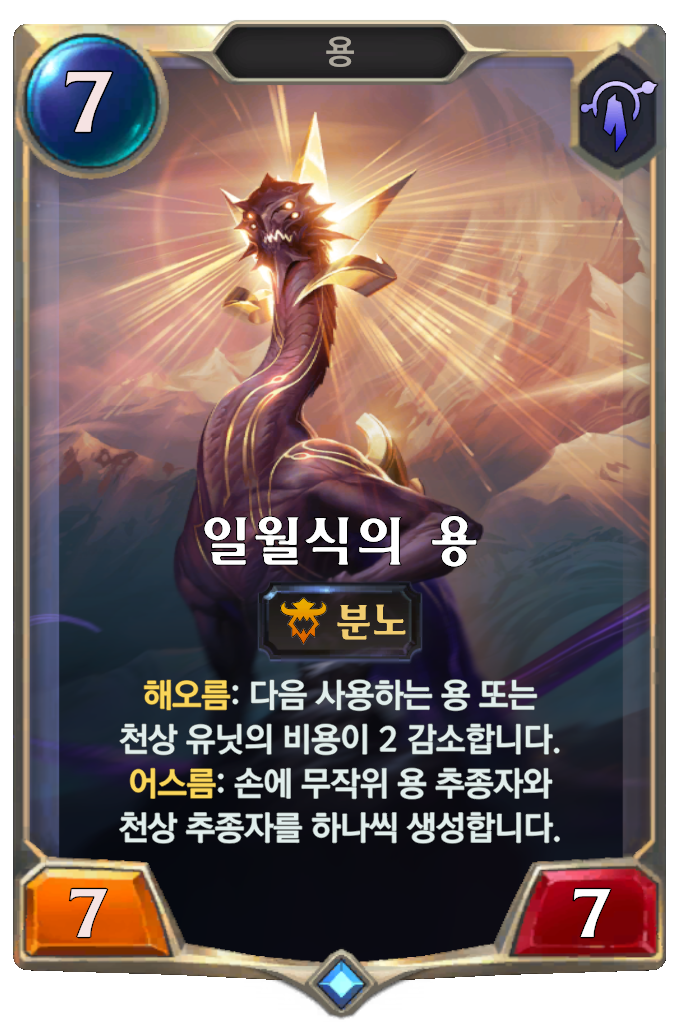 용
7
일월식의 용
분노
해오름: 다음 사용하는 용 또는
천상 유닛의 비용이 2 감소합니다.
어스름: 손에 무작위 용 추종자와
천상 추종자를 하나씩 생성합니다.
7
7